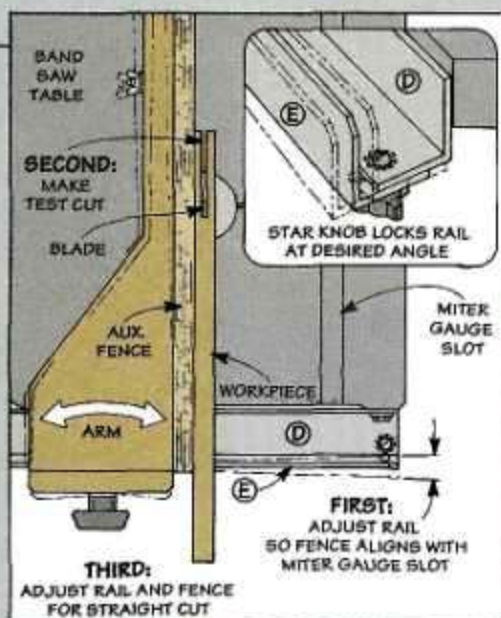 BAND
SAW
TABLE
SECOND:
MAKE
TEST CUT
BLADE
AUX.
FENCE
ARM
WORKPIECE
D
E
STAR KNOB LOCKS RAIL
AT DESIRED ANGLE
MITER
GAUGE
SLOT
D
E
FIRST:
ADJUST RAIL
SO FENCE ALIGNS WITH
MITER GAUGE SLOT
THIRD:
ADJUST RAIL AND FENCE
FOR STRAIGHT CUT